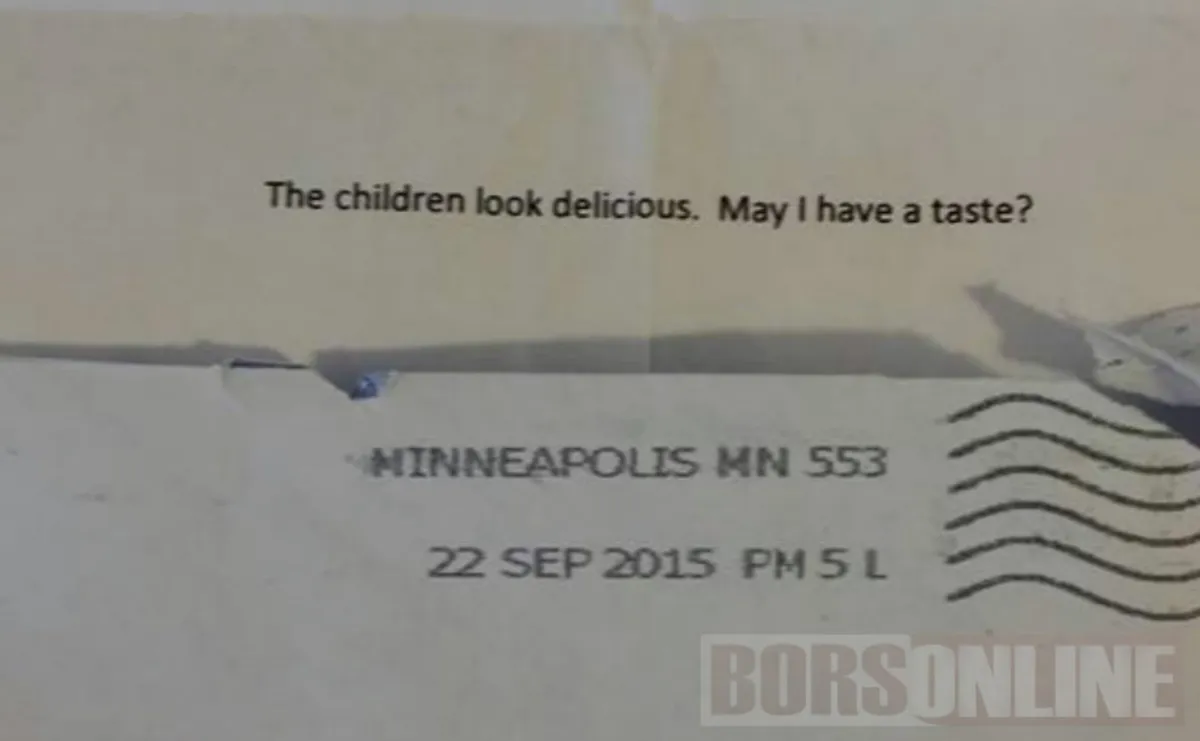 The children look delicious. May I have a taste?
MINNEAPOLIS MN 553
22 SEP 2015 PM 5 L
BORSONLINE